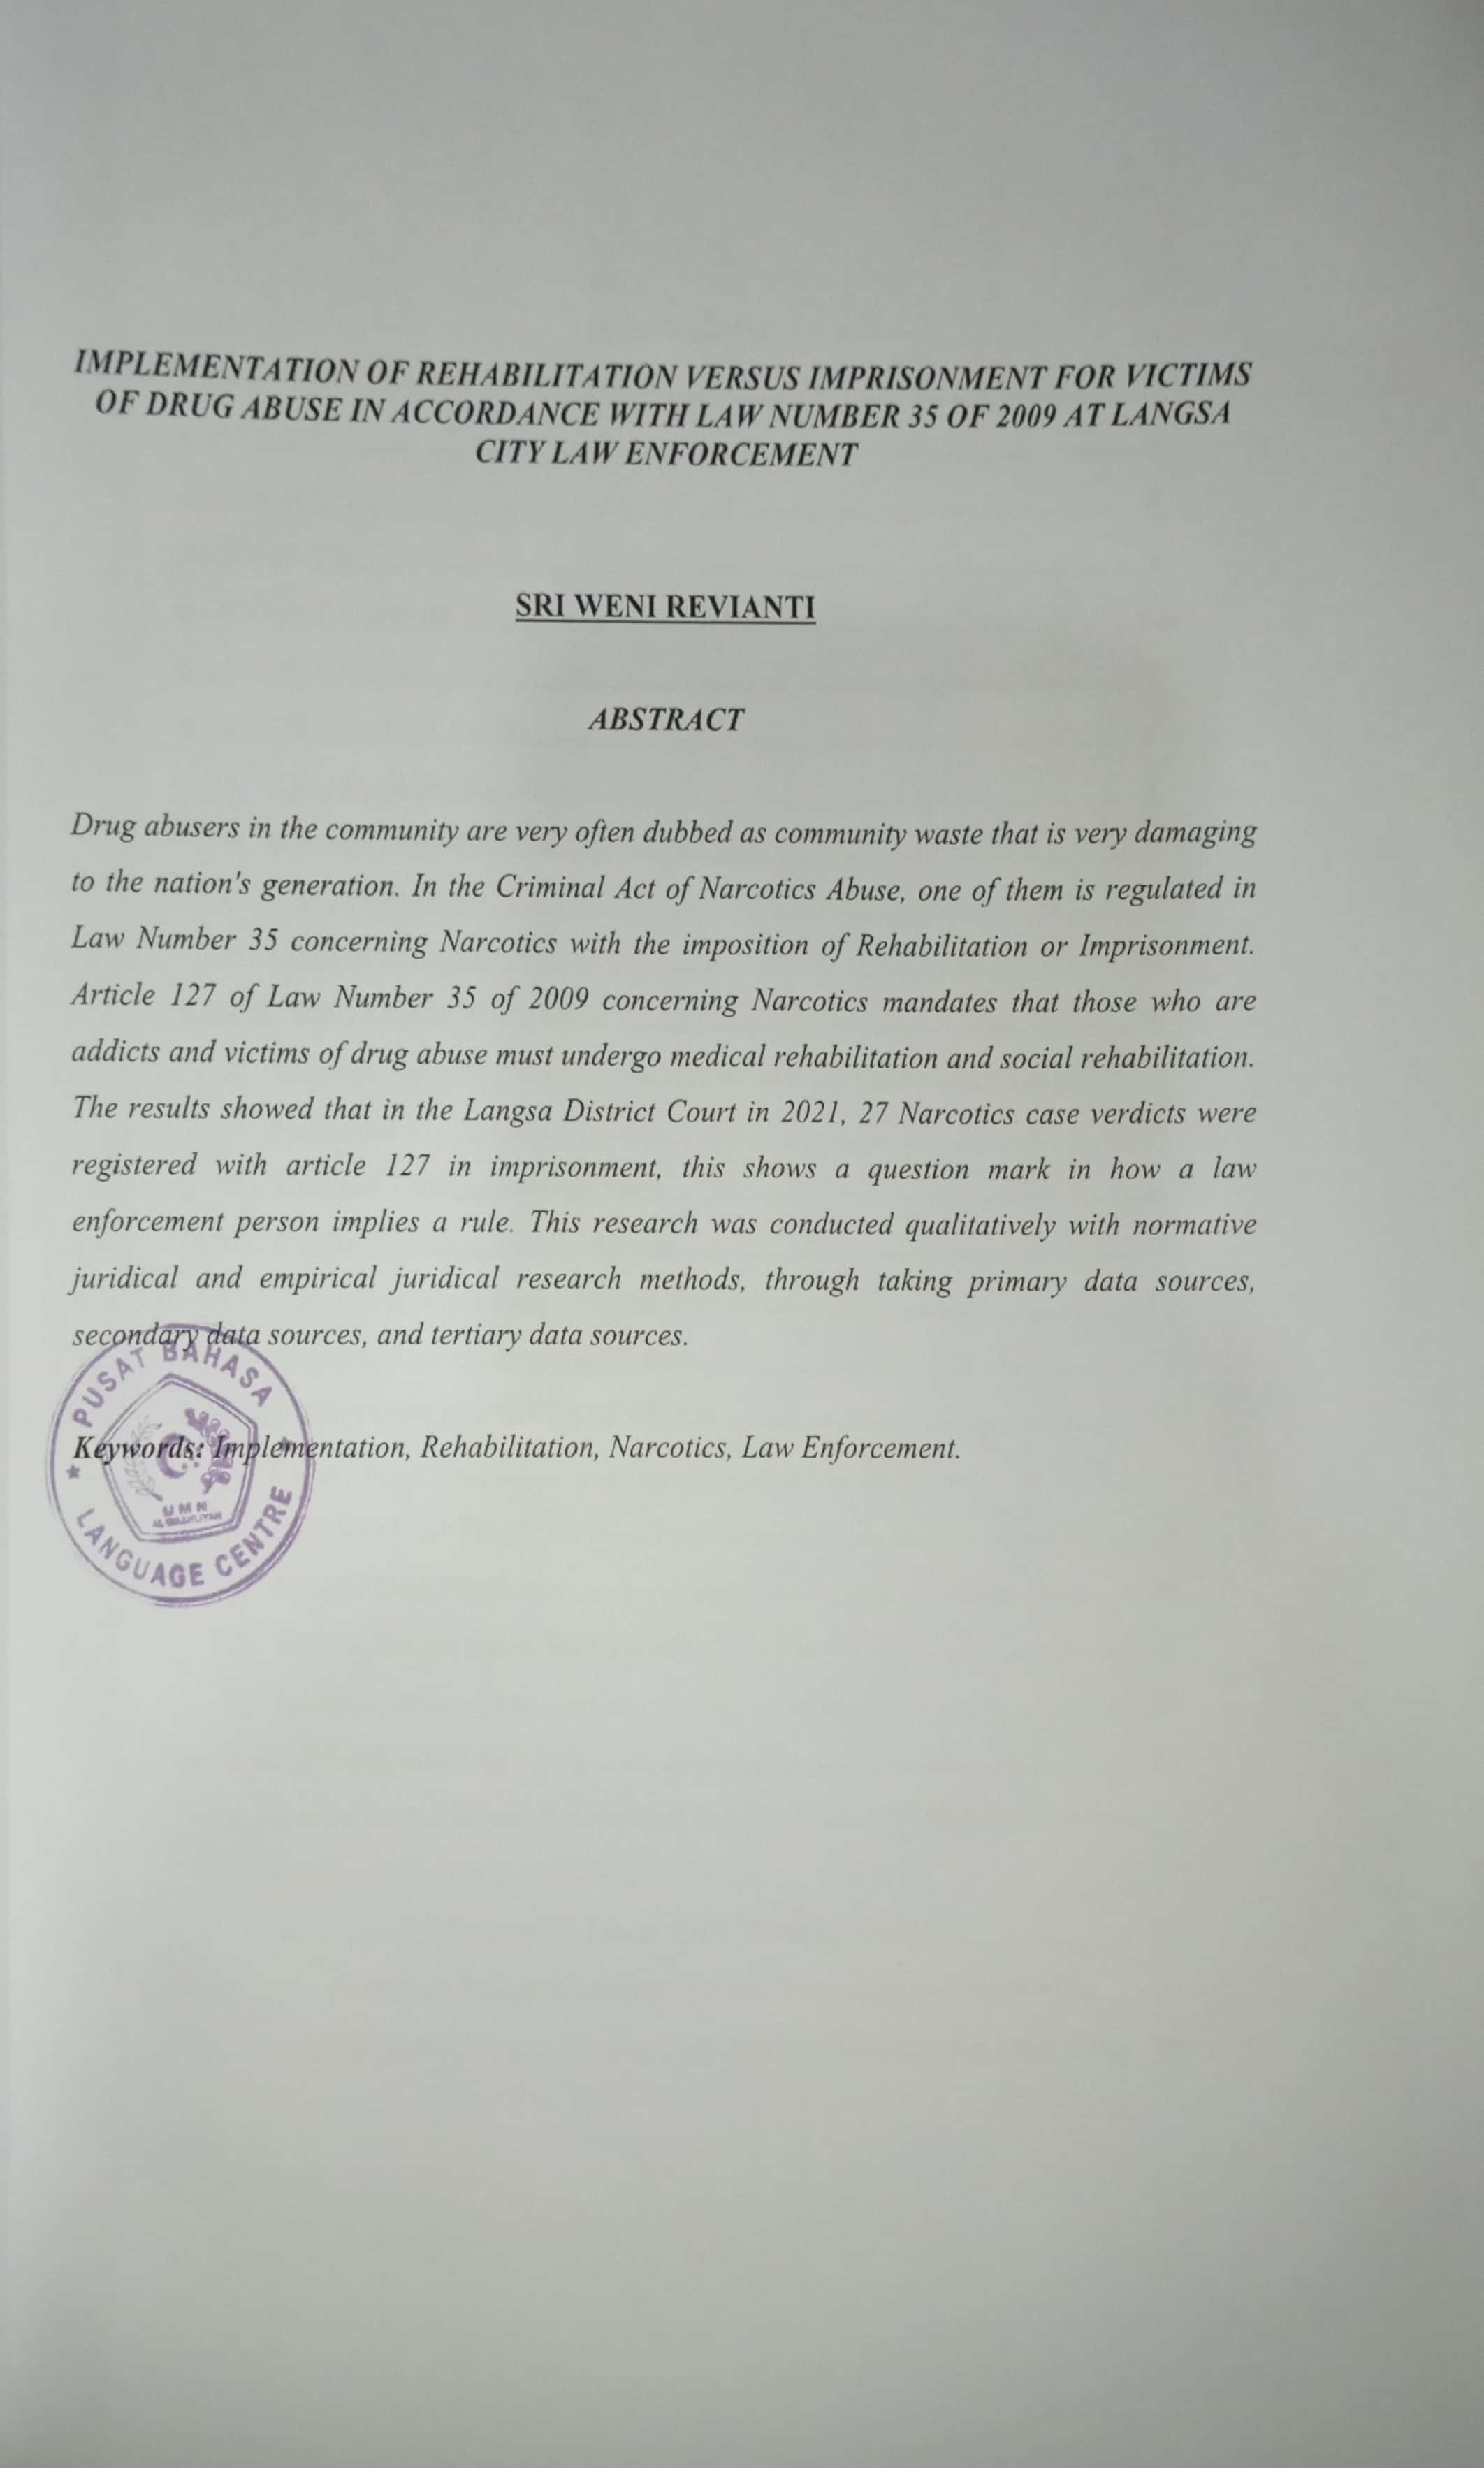 IMPLEMENTATION OF REHABILITATION VERSUS IMPRISONMENT FOR VICTIMS
OF DRUG ABUSE IN ACCORDANCE WITH LAW NUMBER 35 OF 2009 AT LANGSA
CITY LAW ENFORCEMENT
SRI WENI REVIANTI
ABSTRACT
Drug abusers in the community are very often dubbed as community waste that is very damaging
to the nation's generation. In the Criminal Act of Narcotics Abuse, one of them is regulated in
Law Number 35 concerning Narcotics with the imposition of Rehabilitation or Imprisonment.
Article 127 of Law Number 35 of 2009 concerning Narcotics mandates that those who are
addicts and victims of drug abuse must undergo medical rehabilitation and social rehabilitation.
The results showed that in the Langsa District Court in 2021, 27 Narcotics case verdicts were
registered with article 127 in imprisonment, this shows a question mark in how a law
enforcement person implies a rule. This research was conducted qualitatively with normative
juridical and empirical juridical research methods, through taking primary data sources,
secondary data sources, and tertiary data sources.
PUSAT BAHASA
Keywords: Implementation, Rehabilitation, Narcotics, Law Enforcement.
UMN
LANGUAGE CENTRE